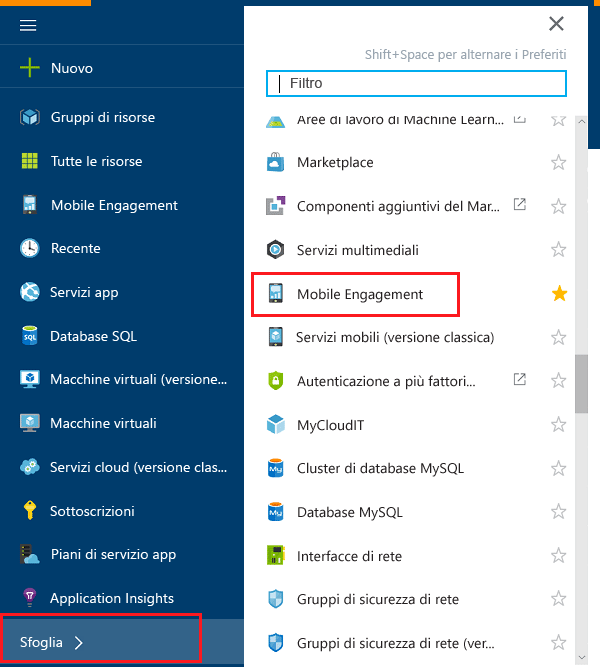 Nuovo
Gruppi di risorse
Tutte le risorse
Mobile Engagement
Recente
Servizi app
Database SQL
Macchine virtuali (versione...
Macchine virtuali
Servizi cloud (versione clas...
Sottoscrizioni
Piani di servizio app
Application Insights
Sfoglia
Shift+Space per alternare i Preferiti
Filtro
Aree di lavoro di Machine Learn...
Marketplace
Componenti aggiuntivi del Mar...
Servizi multimediali
Mobile Engagement
Servizi mobili (versione classica)
Autenticazione a più fattori...
MyCloudIT
Cluster di database MySQL
Database MySQL
Interfacce di rete
Gruppi di sicurezza di rete
Gruppi di sicurezza di rete (ver...